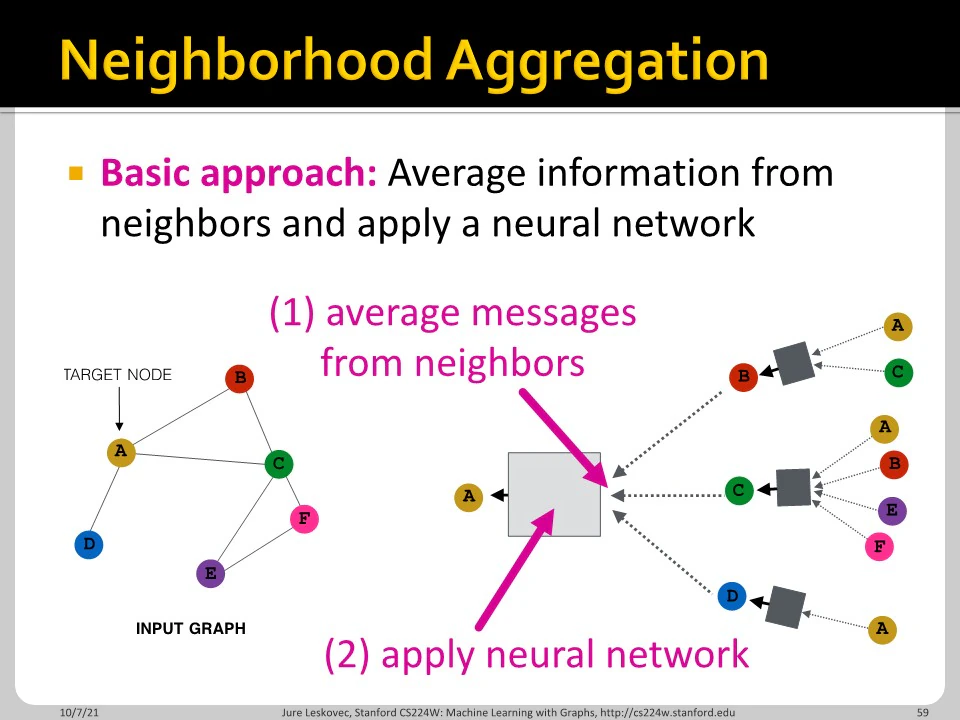 Neighborhood Aggregation
Basic approach: Average information from
neighbors and apply a neural network
(1) average messages
from neighbors
TARGET NODE
B
A
C
F
D
E
INPUT GRAPH
A
B
A
C
C
A
B
E
F
D
A
(2) apply neural network
10/7/21
Jure Leskovec, Stanford CS224W: Machine Learning with Graphs, http://cs224w.stanford.edu
59